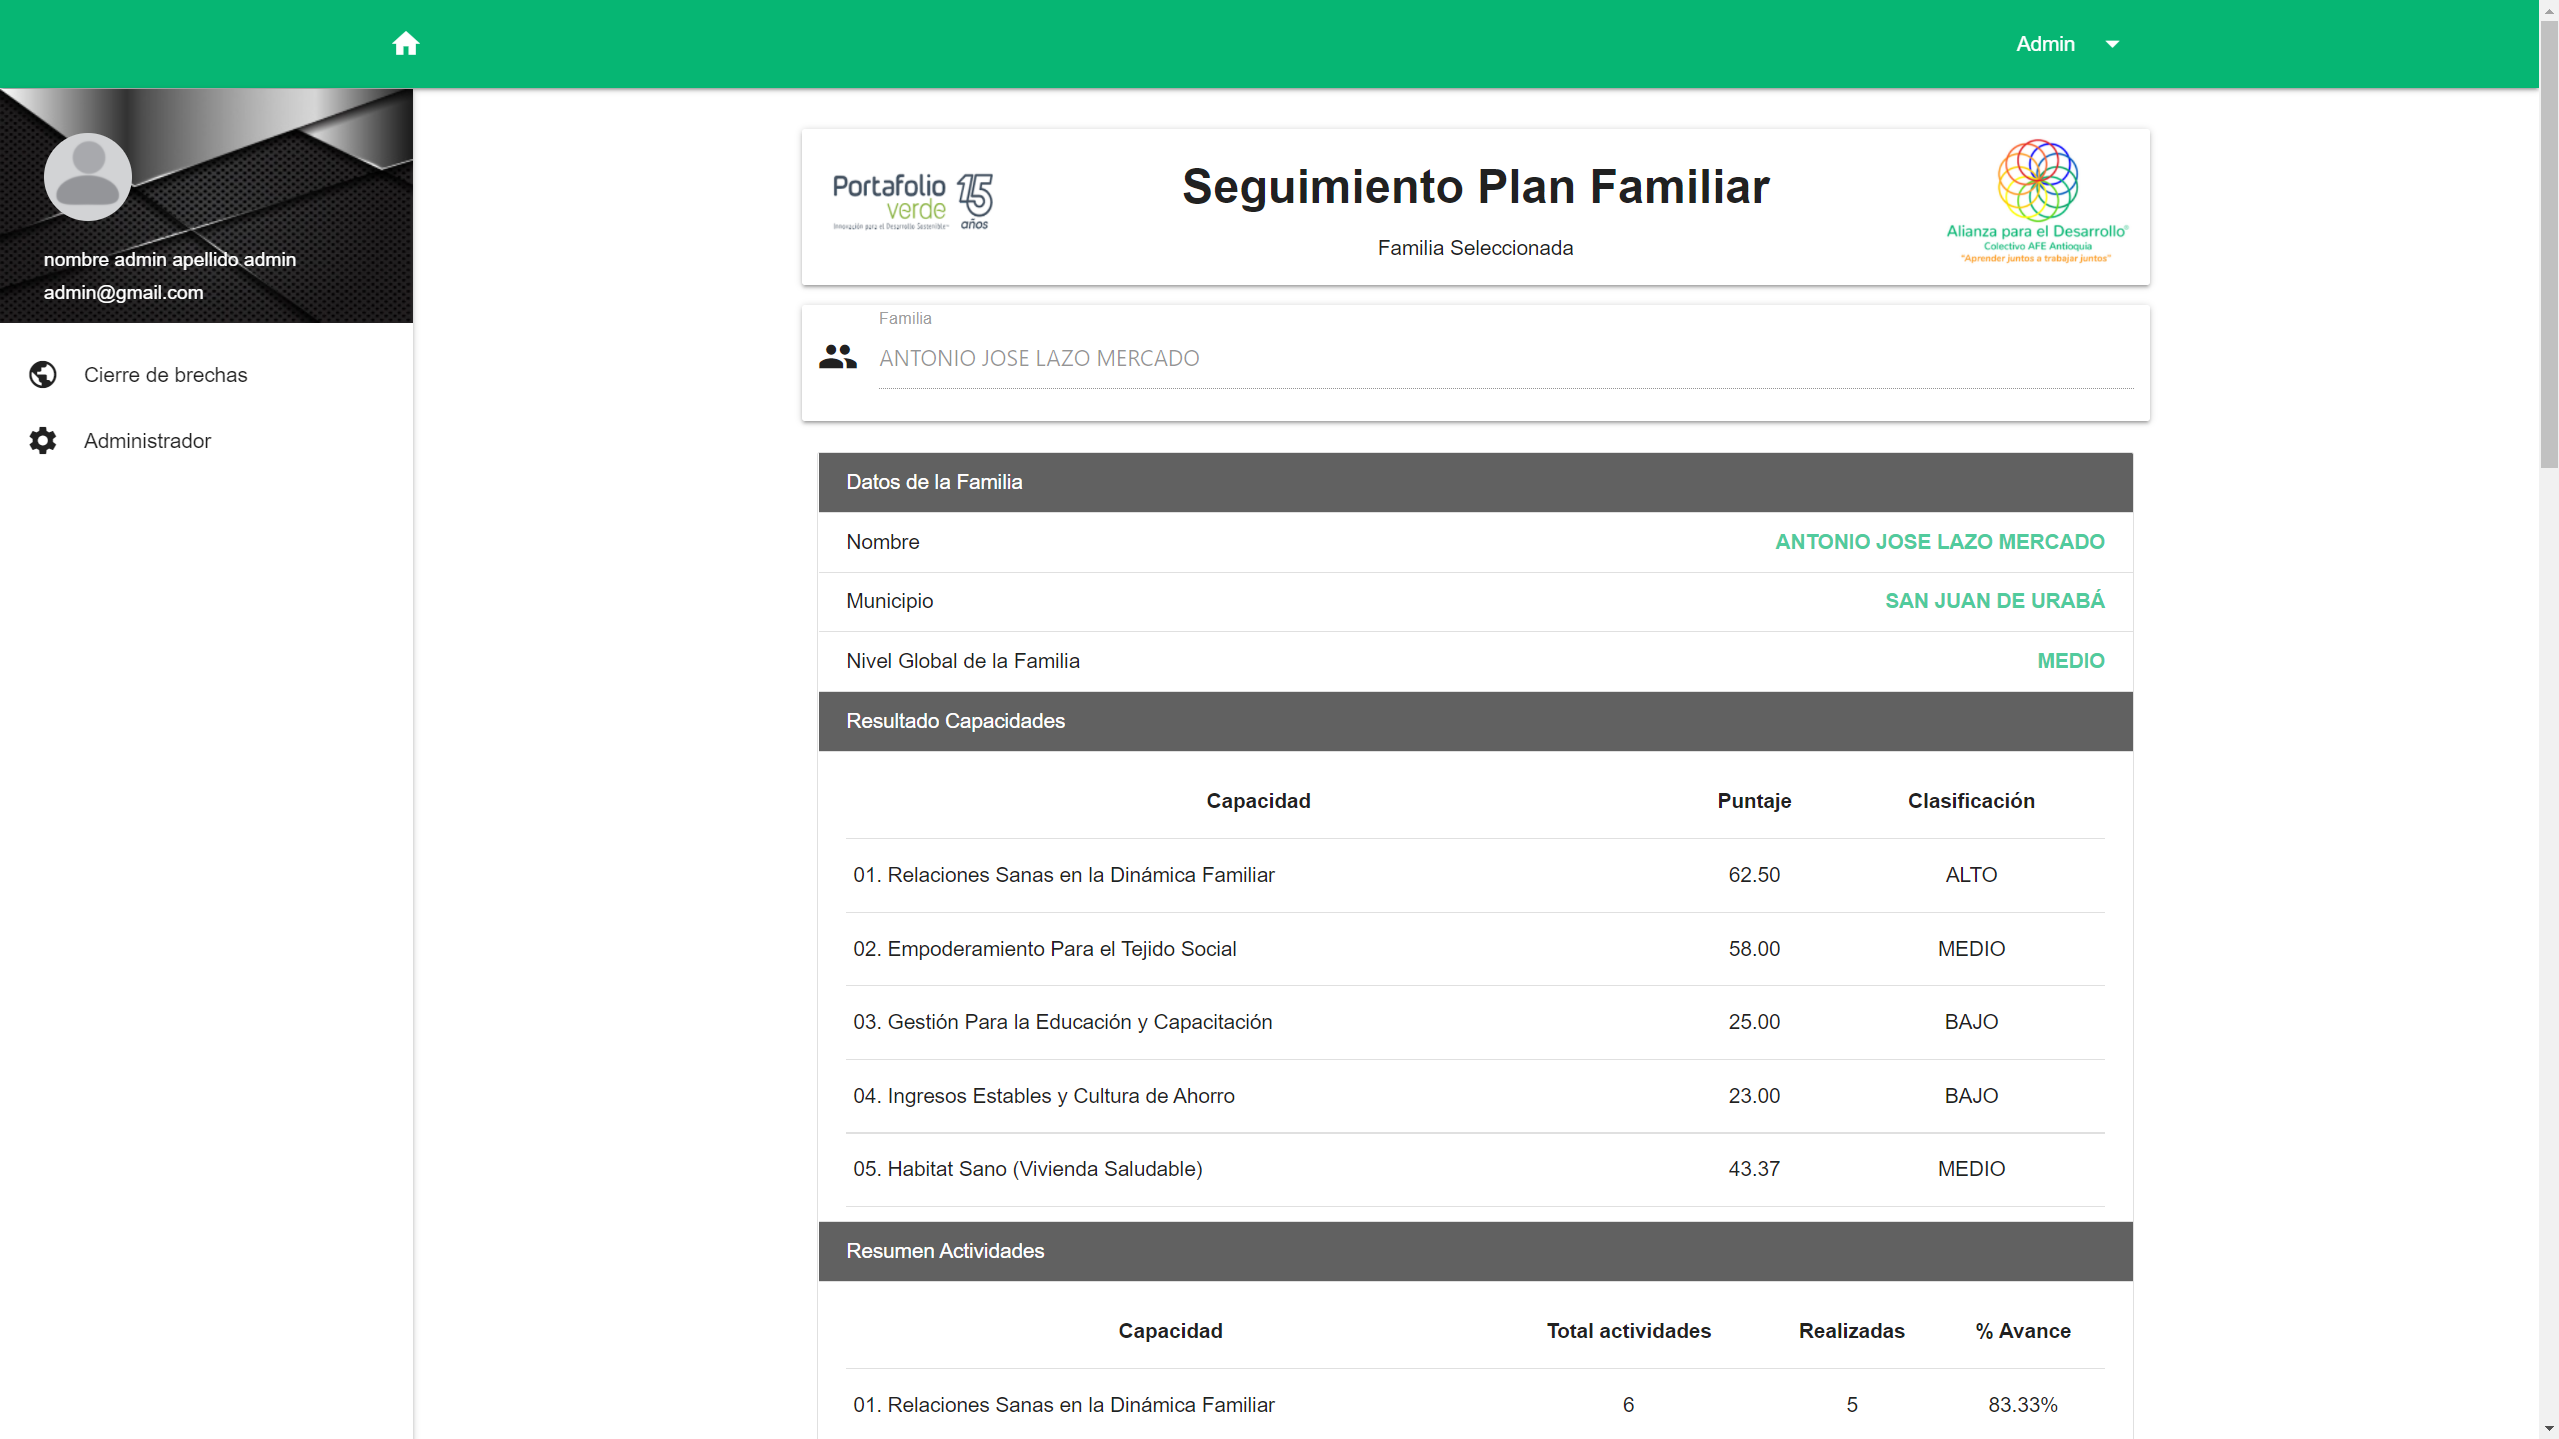 Admin
nombre admin apellido admin
admin@gmail.com
Cierre de brechas
Administrador
Portafolio
verde
15
años
Innovación para el Desarrollo Sostenible
Seguimiento Plan Familiar
Familia Seleccionada
Alianza para el Desarrollo®
Colectivo AFE Antioquia
"Aprender juntos a trabajar juntos"
Familia
ANTONIO JOSE LAZO MERCADO
Datos de la Familia
Nombre ANTONIO JOSE LAZO MERCADO
Municipio SAN JUAN DE URABÁ
Nivel Global de la Familia MEDIO
Resultado Capacidades
Capacidad Puntaje Clasificación
01. Relaciones Sanas en la Dinámica Familiar 62.50 ALTO
02. Empoderamiento Para el Tejido Social 58.00 MEDIO
03. Gestión Para la Educación y Capacitación 25.00 BAJO
04. Ingresos Estables y Cultura de Ahorro 23.00 BAJO
05. Habitat Sano (Vivienda Saludable) 43.37 MEDIO
Resumen Actividades
Capacidad Total actividades Realizadas % Avance
01. Relaciones Sanas en la Dinámica Familiar 6 5 83.33%